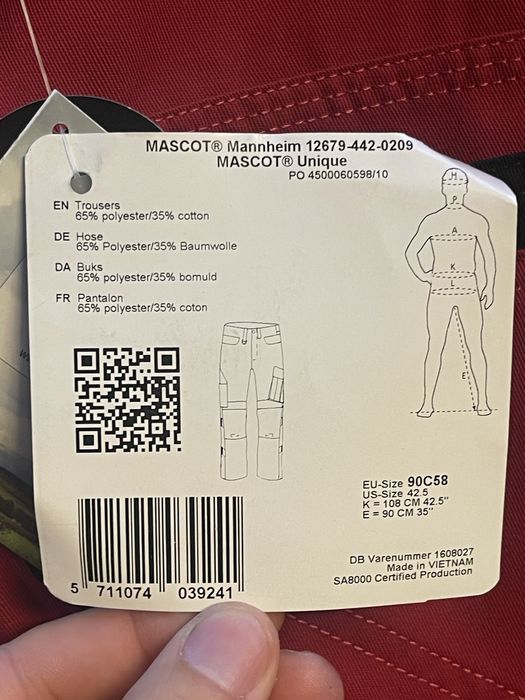 MASCOT® Mannheim 12679-442-0209
MASCOT® Unique
PO 4500060598/10
EN Trousers
65% polyester/35% cotton
DE Hose
65% Polyester/35% Baumwolle
DA Buks
65% polyester/35% bomuld
FR Pantalon
65% polyester/35% coton
H
P
A
K
L
E
EU-Size 90C58
US-Size 42.5
K = 108 CM 42.5"
E = 90 CM 35"
DB Varenummer 1608027
Made in VIETNAM
SA8000 Certified Production
5 711074 039241